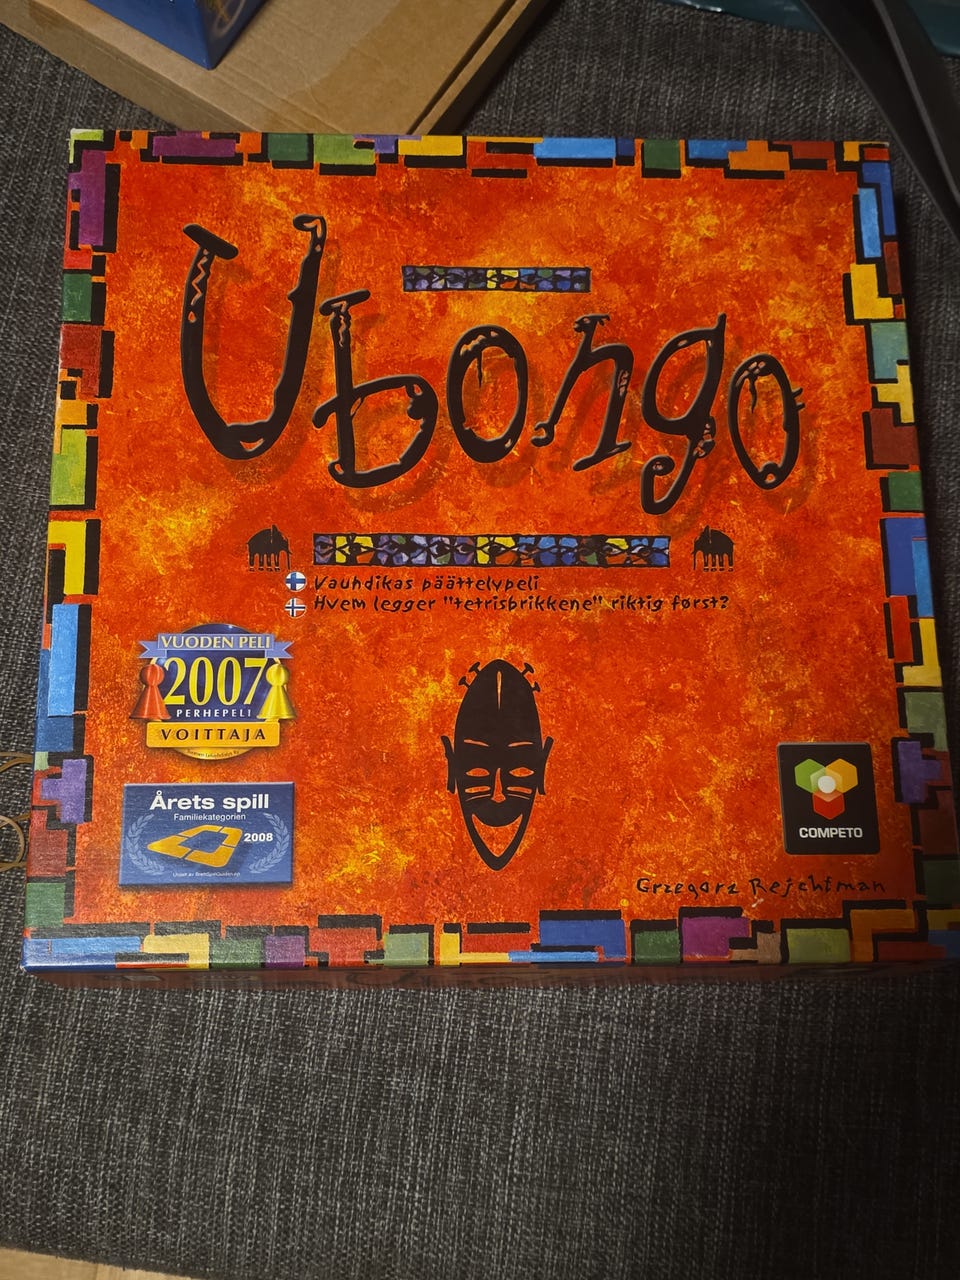 Ubongo
Vauhdikas päättelypeli
Hvem legger "tetrisbrikkene" riktig først?
VUODEN PELI
2007
PERHEPELI
VOITTAJA
Årets spill
Familiekategorien
2008
COMPETO
Grzegorz Rejchtman